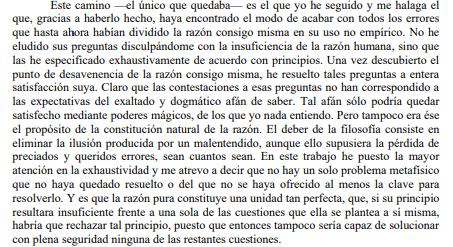 Este camino —el único que quedaba— es el que yo he seguido y me halaga el
que, gracias a haberlo hecho, haya encontrado el modo de acabar con todos los errores
que hasta ahora habían dividido la razón consigo misma en su uso no empírico. No he
eludido sus preguntas disculpándome con la insuficiencia de la razón humana, sino que
las he especificado exhaustivamente de acuerdo con principios. Una vez descubierto el
punto de desavenencia de la razón consigo misma, he resuelto tales preguntas a entera
satisfacción suya. Claro que las contestaciones a esas preguntas no han correspondido a
las expectativas del exaltado y dogmático afán de saber. Tal afán sólo podría quedar
satisfecho mediante poderes mágicos, de los que yo nada entiendo. Pero tampoco era ése
el propósito de la constitución natural de la razón. El deber de la filosofía consiste en
eliminar la ilusión producida por un malentendido, aunque ello supusiera la pérdida de
preciados y queridos errores, sean cuantos sean. En este trabajo he puesto la mayor
atención en la exhaustividad y me atrevo a decir que no hay un solo problema metafísico
que no haya quedado resuelto o del que no se haya ofrecido al menos la clave para
resolverlo. Y es que la razón pura constituye una unidad tan perfecta, que, si su principio
resultara insuficiente frente a una sola de las cuestiones que ella se plantea a sí misma,
habría que rechazar tal principio, puesto que entonces tampoco sería capaz de solucionar
con plena seguridad ninguna de las restantes cuestiones.